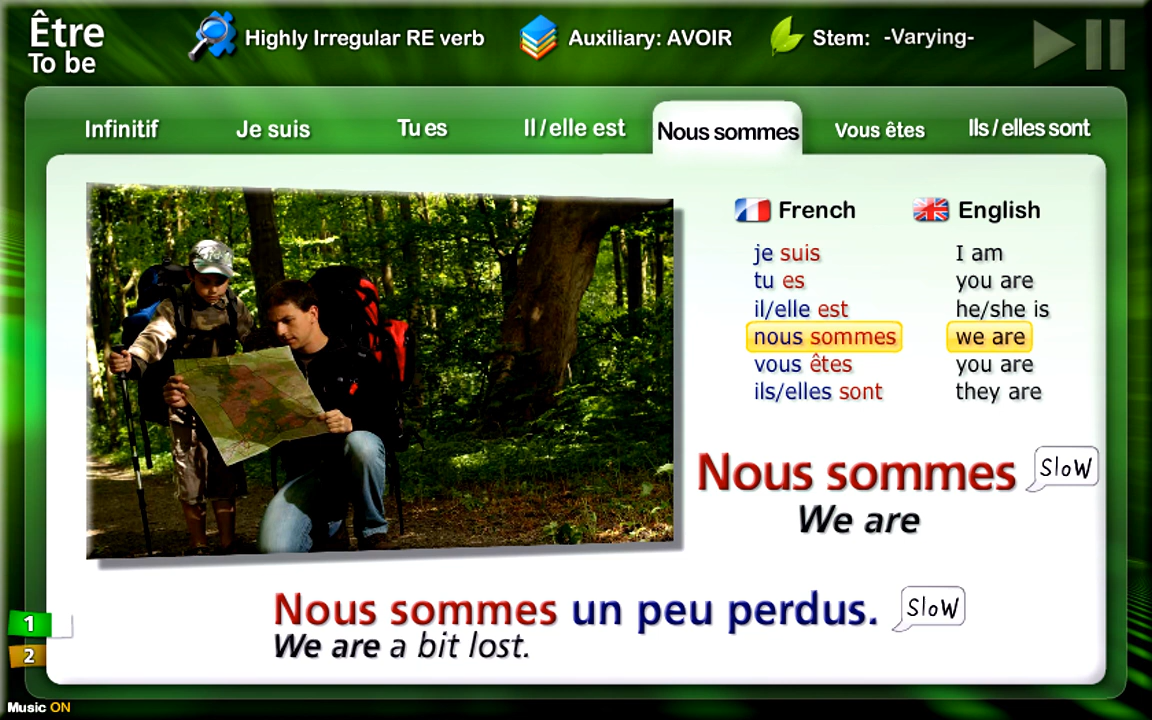 Être
To be
Highly Irregular RE verb
Auxiliary: AVOIR
Stem: -Varying-
Infinitif
Je suis
Tu es
Il / elle est
Nous sommes
Vous êtes
Ils / elles sont
French English
je suis I am
tu es you are
il/elle est he/she is
nous sommes we are
vous êtes you are
ils/elles sont they are
Nous sommes SloW
We are
Nous sommes un peu perdus. SloW
We are a bit lost.
1
2
Music ON